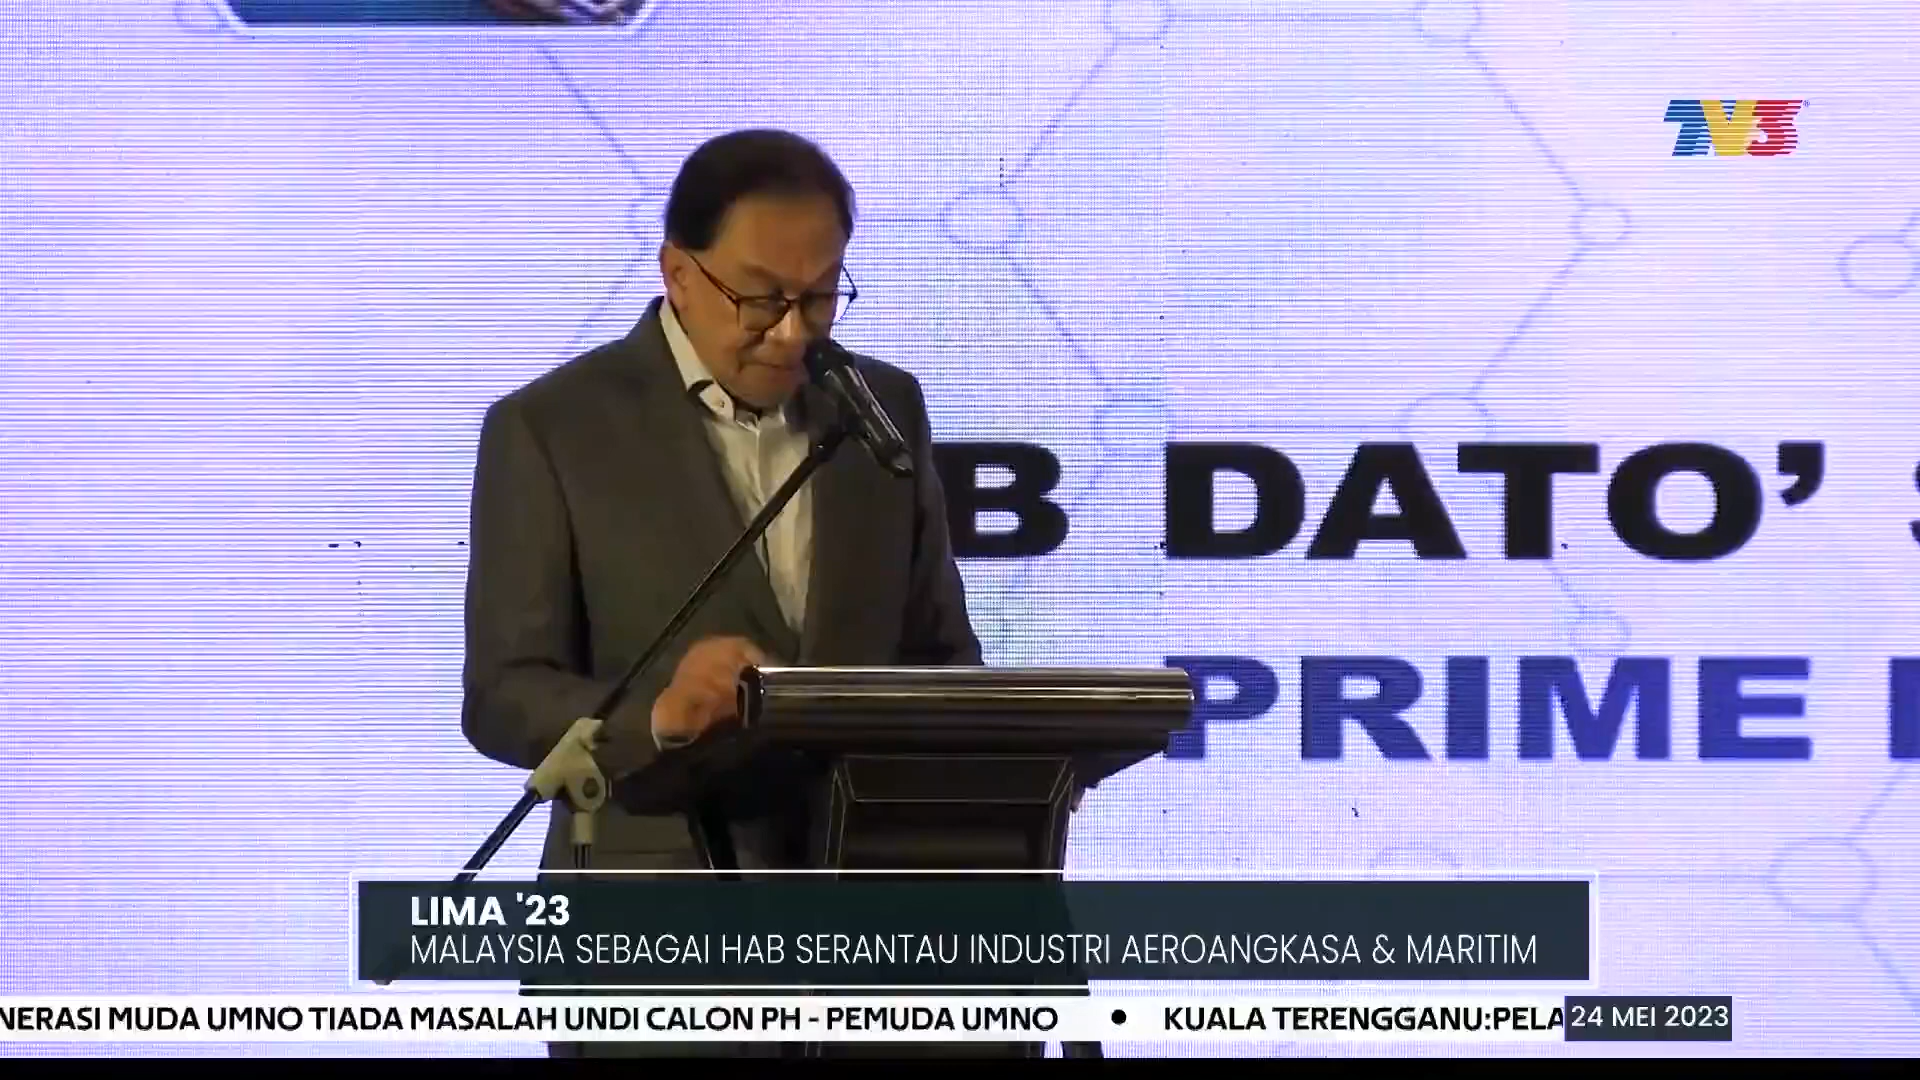 TV3
B DATO'
PRIME
LIMA '23
MALAYSIA SEBAGAI HAB SERANTAU INDUSTRI AEROANGKASA & MARITIM
NERASI MUDA UMNO TIADA MASALAH UNDI CALON PH - PEMUDA UMNO • KUALA TERENGGANU:PELA
24 MEI 2023